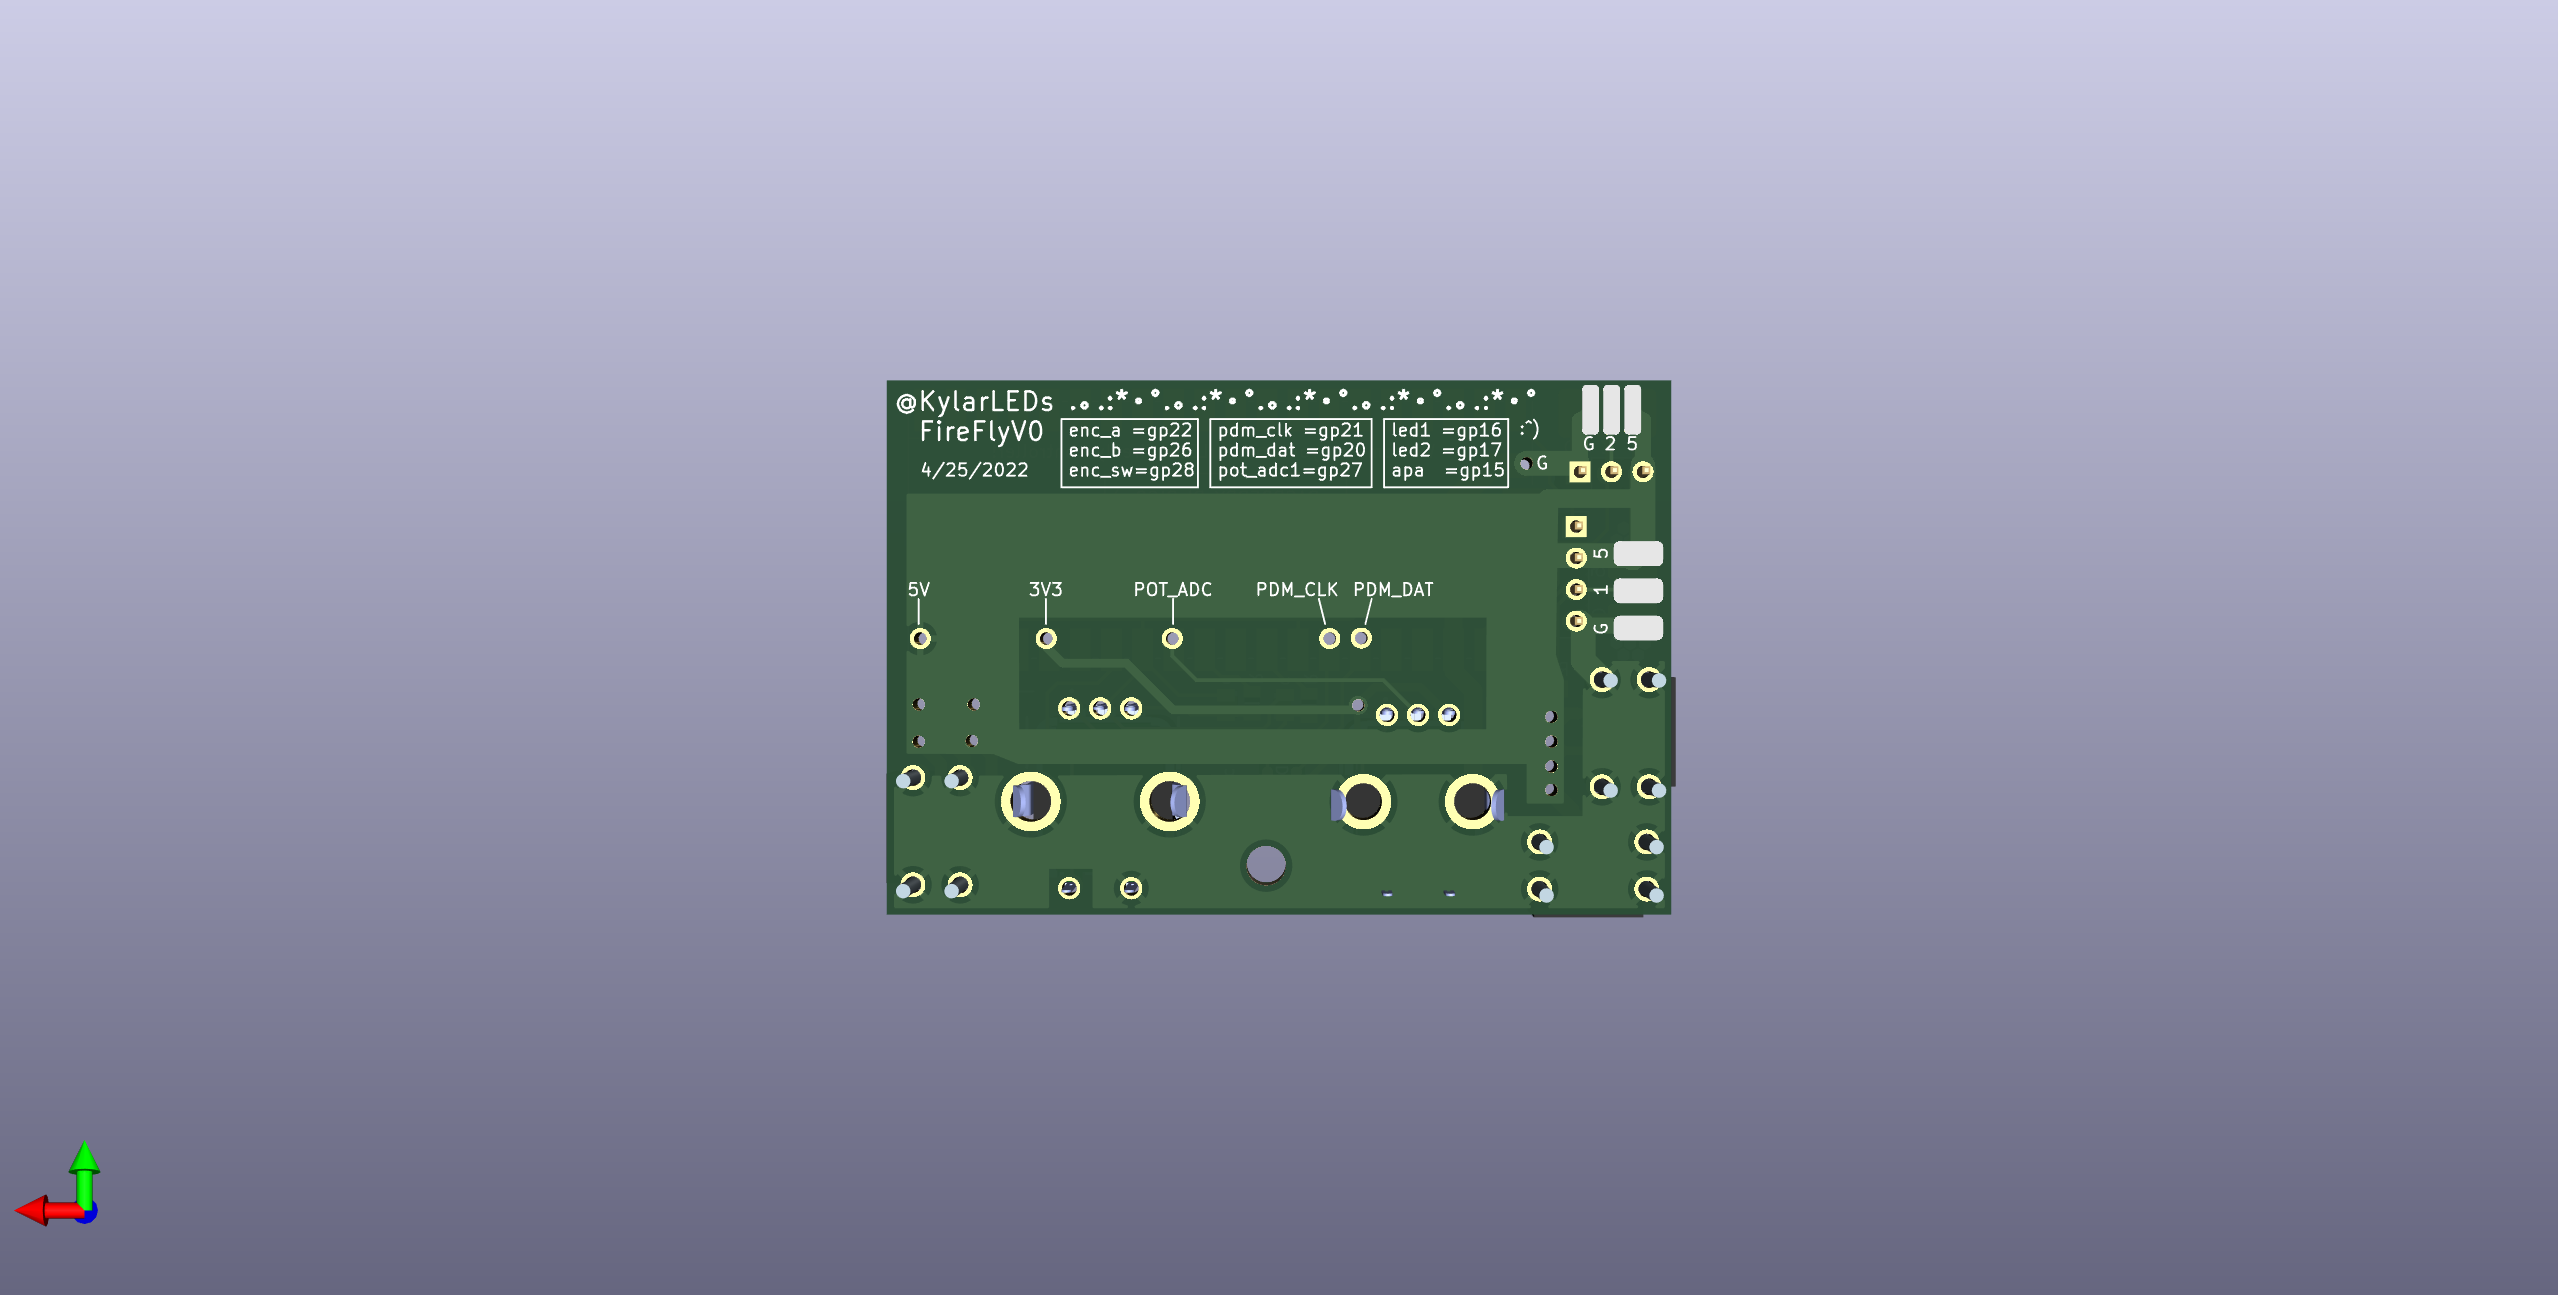 @KylarLEDs
FireFlyV0
4/25/2022
enc_a =gp22
enc_b =gp26
enc_sw=gp28
pdm_clk =gp21
pdm_dat =gp20
pot_adc1=gp27
led1 =gp16
led2 =gp17
apa  =gp15
:^)
G 2 5
G
5
1
G
5V
3V3
POT_ADC
PDM_CLK
PDM_DAT